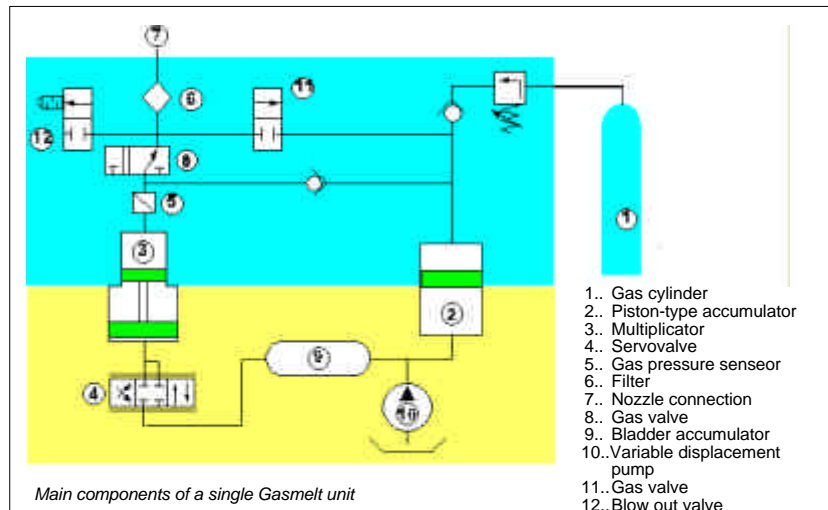 7
11
6
12
8
5
3
1
2
9
4
10
1.. Gas cylinder
2.. Piston-type accumulator
3.. Multiplicator
4.. Servovalve
5.. Gas pressure senseor
6.. Filter
7.. Nozzle connection
8.. Gas valve
9.. Bladder accumulator
10..Variable displacement
pump
11..Gas valve
12..Blow out valve
Main components of a single Gasmelt unit